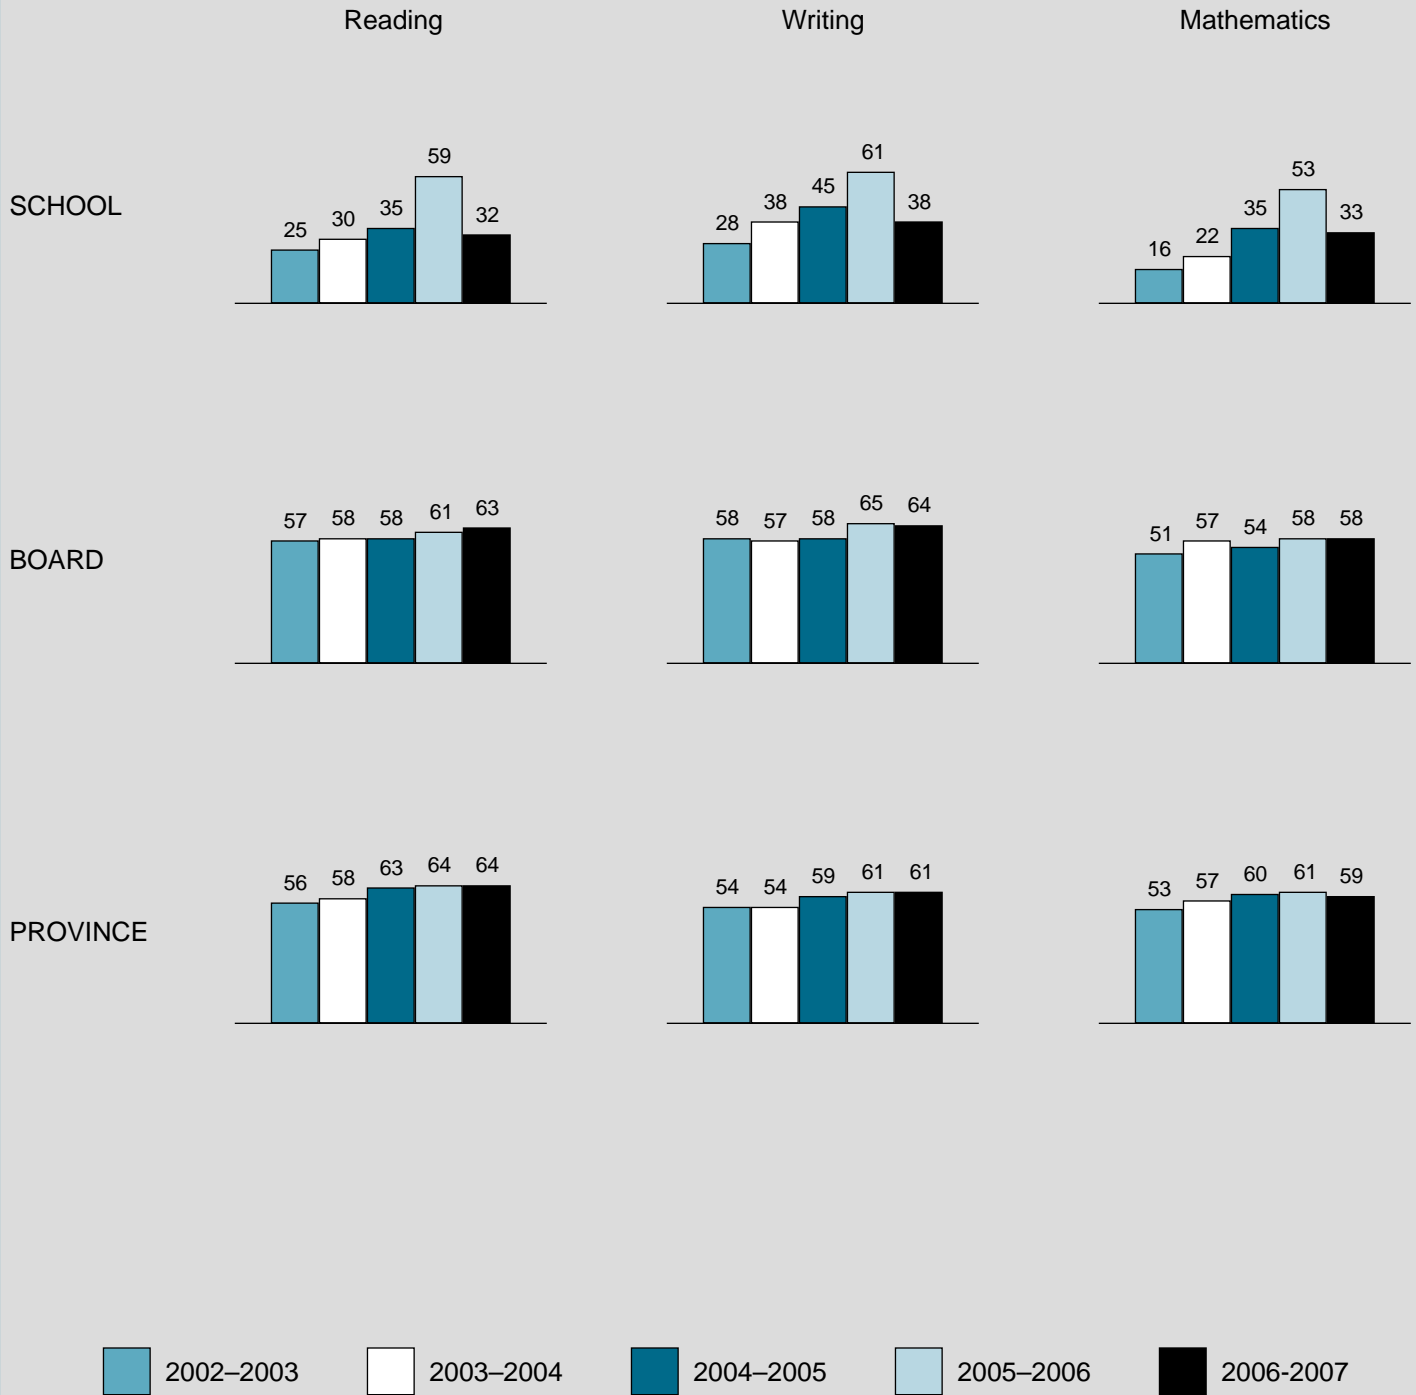 Reading Writing Mathematics
SCHOOL
25 30 35 59 32
28 38 45 61 38
16 22 35 53 33
BOARD
57 58 58 61 63
58 57 58 65 64
51 57 54 58 58
PROVINCE
56 58 63 64 64
54 54 59 61 61
53 57 60 61 59
2002–2003 2003–2004 2004–2005 2005–2006 2006-2007